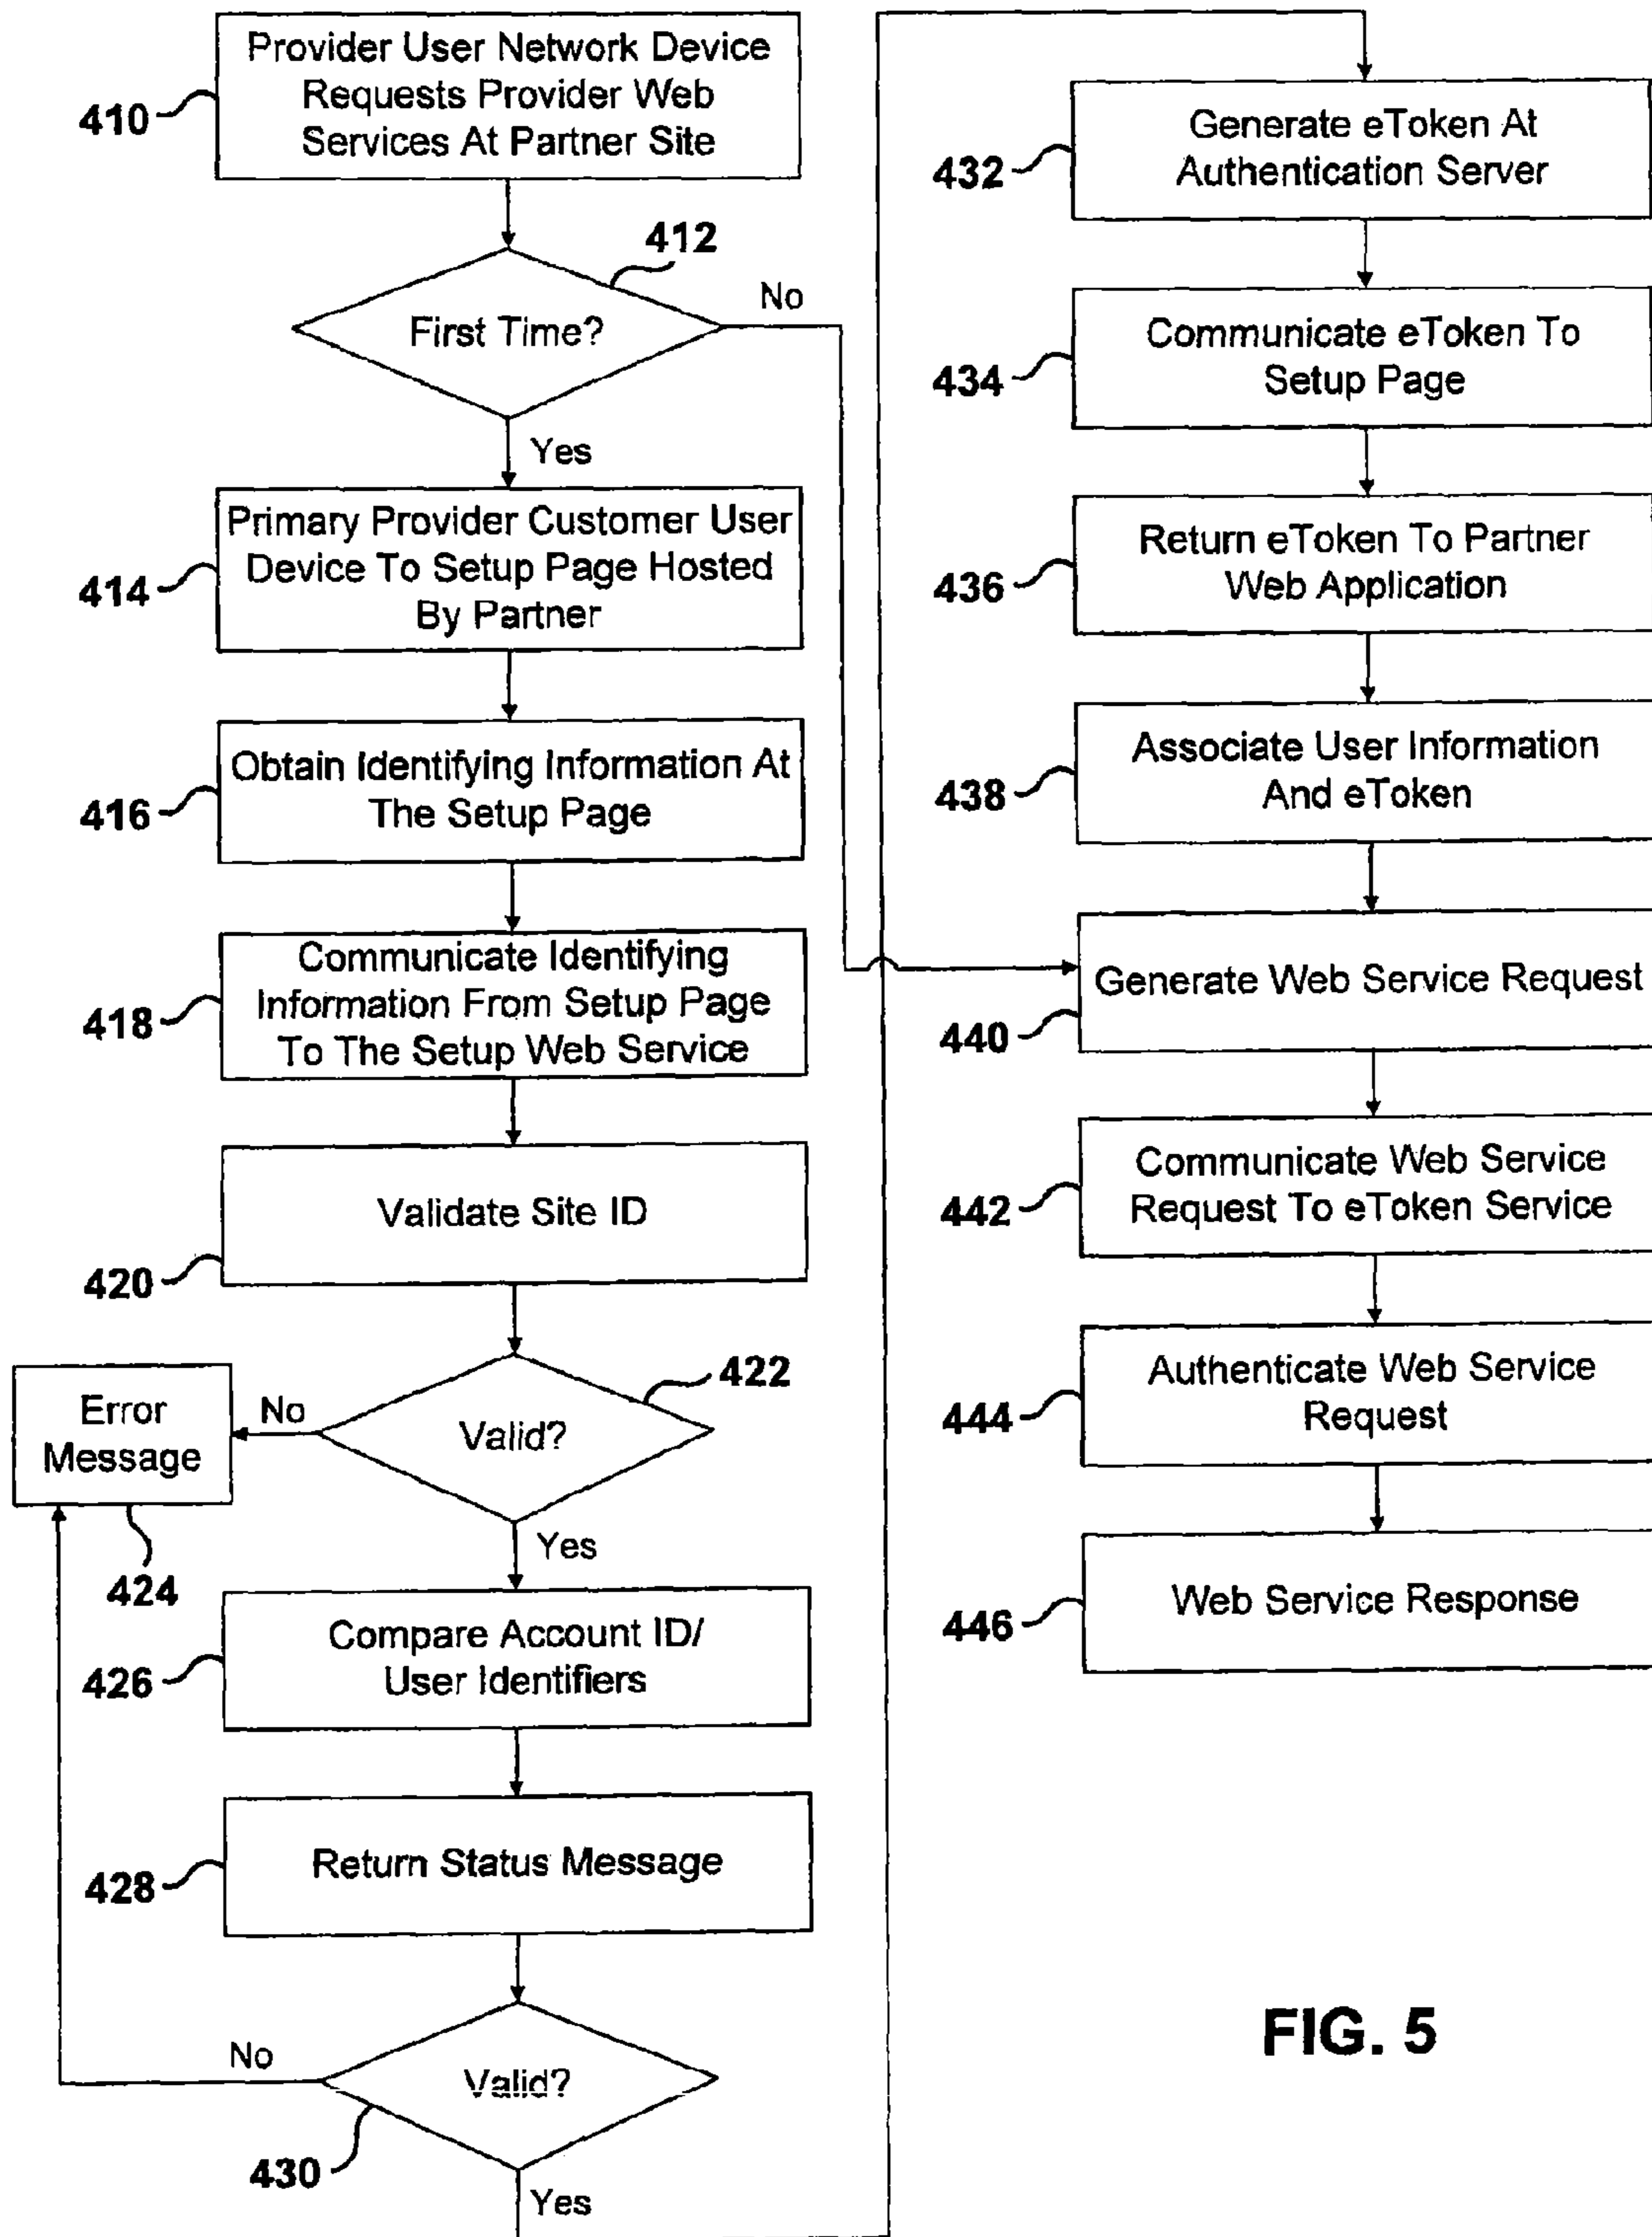 Provider User Network Device
Requests Provider Web
Services At Partner Site
410
412
First Time?
No
Yes
Primary Provider Customer User
Device To Setup Page Hosted
By Partner
414
Obtain Identifying Information At
The Setup Page
416
Communicate Identifying
Information From Setup Page
To The Setup Web Service
418
Validate Site ID
420
422
Valid?
No
Error
Message
424
Yes
Compare Account ID/
User Identifiers
426
Return Status Message
428
Valid?
No
430
Yes
Generate eToken At
Authentication Server
432
Communicate eToken To
Setup Page
434
Return eToken To Partner
Web Application
436
Associate User Information
And eToken
438
Generate Web Service Request
440
Communicate Web Service
Request To eToken Service
442
Authenticate Web Service
Request
444
Web Service Response
446
FIG. 5